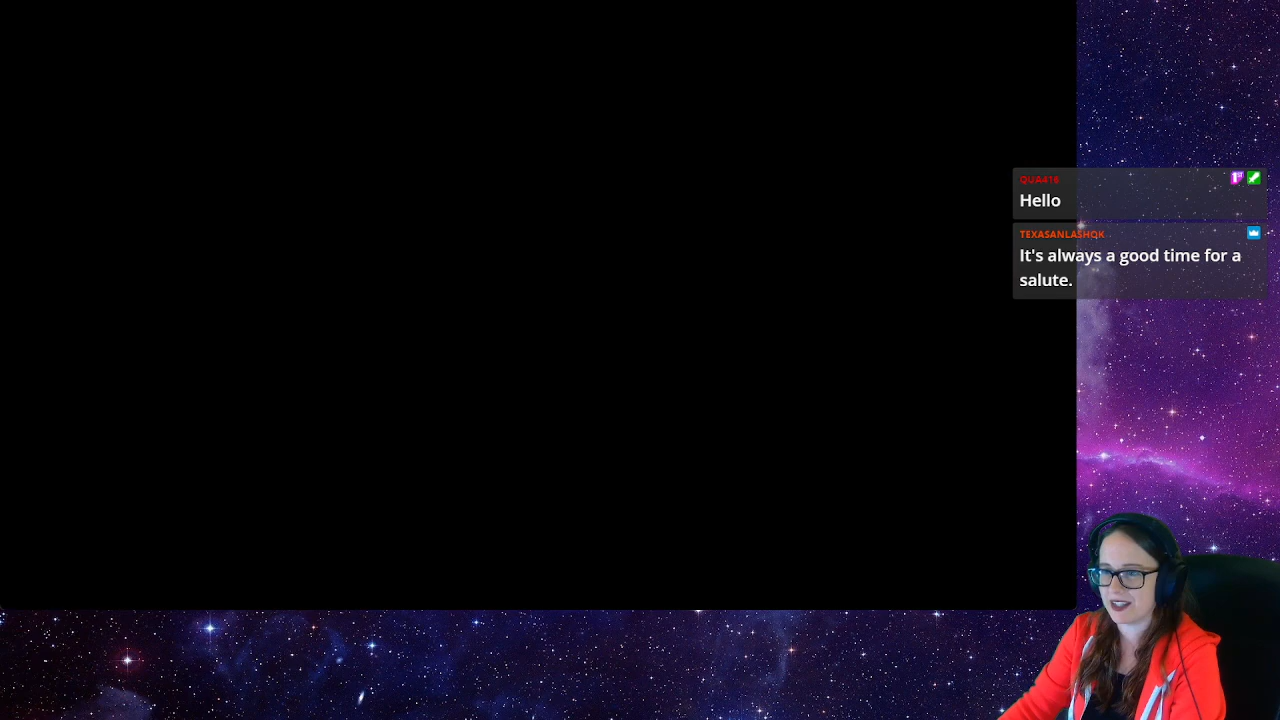 QUA416
Hello
TEXASANLASHQK
It's always a good time for a
salute.